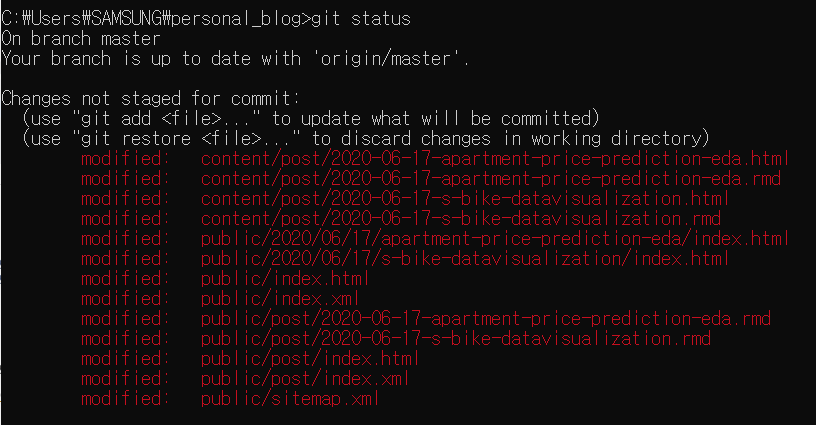 C:₩Users₩SAMSUNG₩personal_blog>git status
On branch master
Your branch is up to date with 'origin/master'.
Changes not staged for commit:
(use "git add <file>..." to update what will be committed)
(use "git restore <file>..." to discard changes in working directory)
modified: content/post/2020-06-17-apartment-price-prediction-eda.html
modified: content/post/2020-06-17-apartment-price-prediction-eda.rmd
modified: content/post/2020-06-17-s-bike-datavisualization.html
modified: content/post/2020-06-17-s-bike-datavisualization.rmd
modified: public/2020/06/17/apartment-price-prediction-eda/index.html
modified: public/2020/06/17/s-bike-datavisualization/index.html
modified: public/index.html
modified: public/index.xml
modified: public/post/2020-06-17-apartment-price-prediction-eda.rmd
modified: public/post/2020-06-17-s-bike-datavisualization.rmd
modified: public/post/index.html
modified: public/post/index.xml
modified: public/sitemap.xml